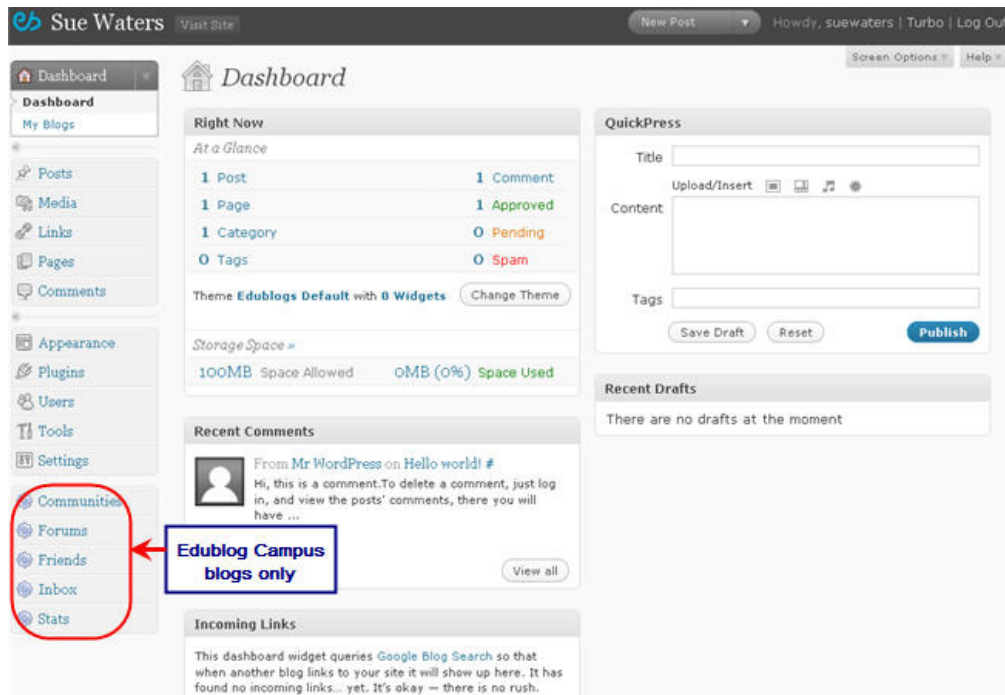 Sue Waters Visit Site
New Post
Howdy, suewaters | Turbo | Log Out
Screen Options Help
Dashboard
Dashboard
My Blogs
Posts
Media
Links
Pages
Comments
Appearance
Plugins
Users
Tools
Settings
Communities
Forums
Friends
Inbox
Stats
Edublog Campus
blogs only
Dashboard
Right Now
At a Glance
1 Post 1 Comment
1 Page 1 Approved
1 Category 0 Pending
0 Tags 0 Spam
Theme Edublogs Default with 0 Widgets Change Theme
Storage Space »
100MB Space Allowed 0MB (0%) Space Used
Recent Comments
From Mr WordPress on Hello world! #
Hi, this is a comment.To delete a comment, just log
in, and view the posts' comments, there you will
have ...
View all
Incoming Links
This dashboard widget queries Google Blog Search so that
when another blog links to your site it will show up here. It has
found no incoming links... yet. It's okay — there is no rush.
QuickPress
Title
Upload/Insert
Content
Tags
Save Draft Reset Publish
Recent Drafts
There are no drafts at the moment